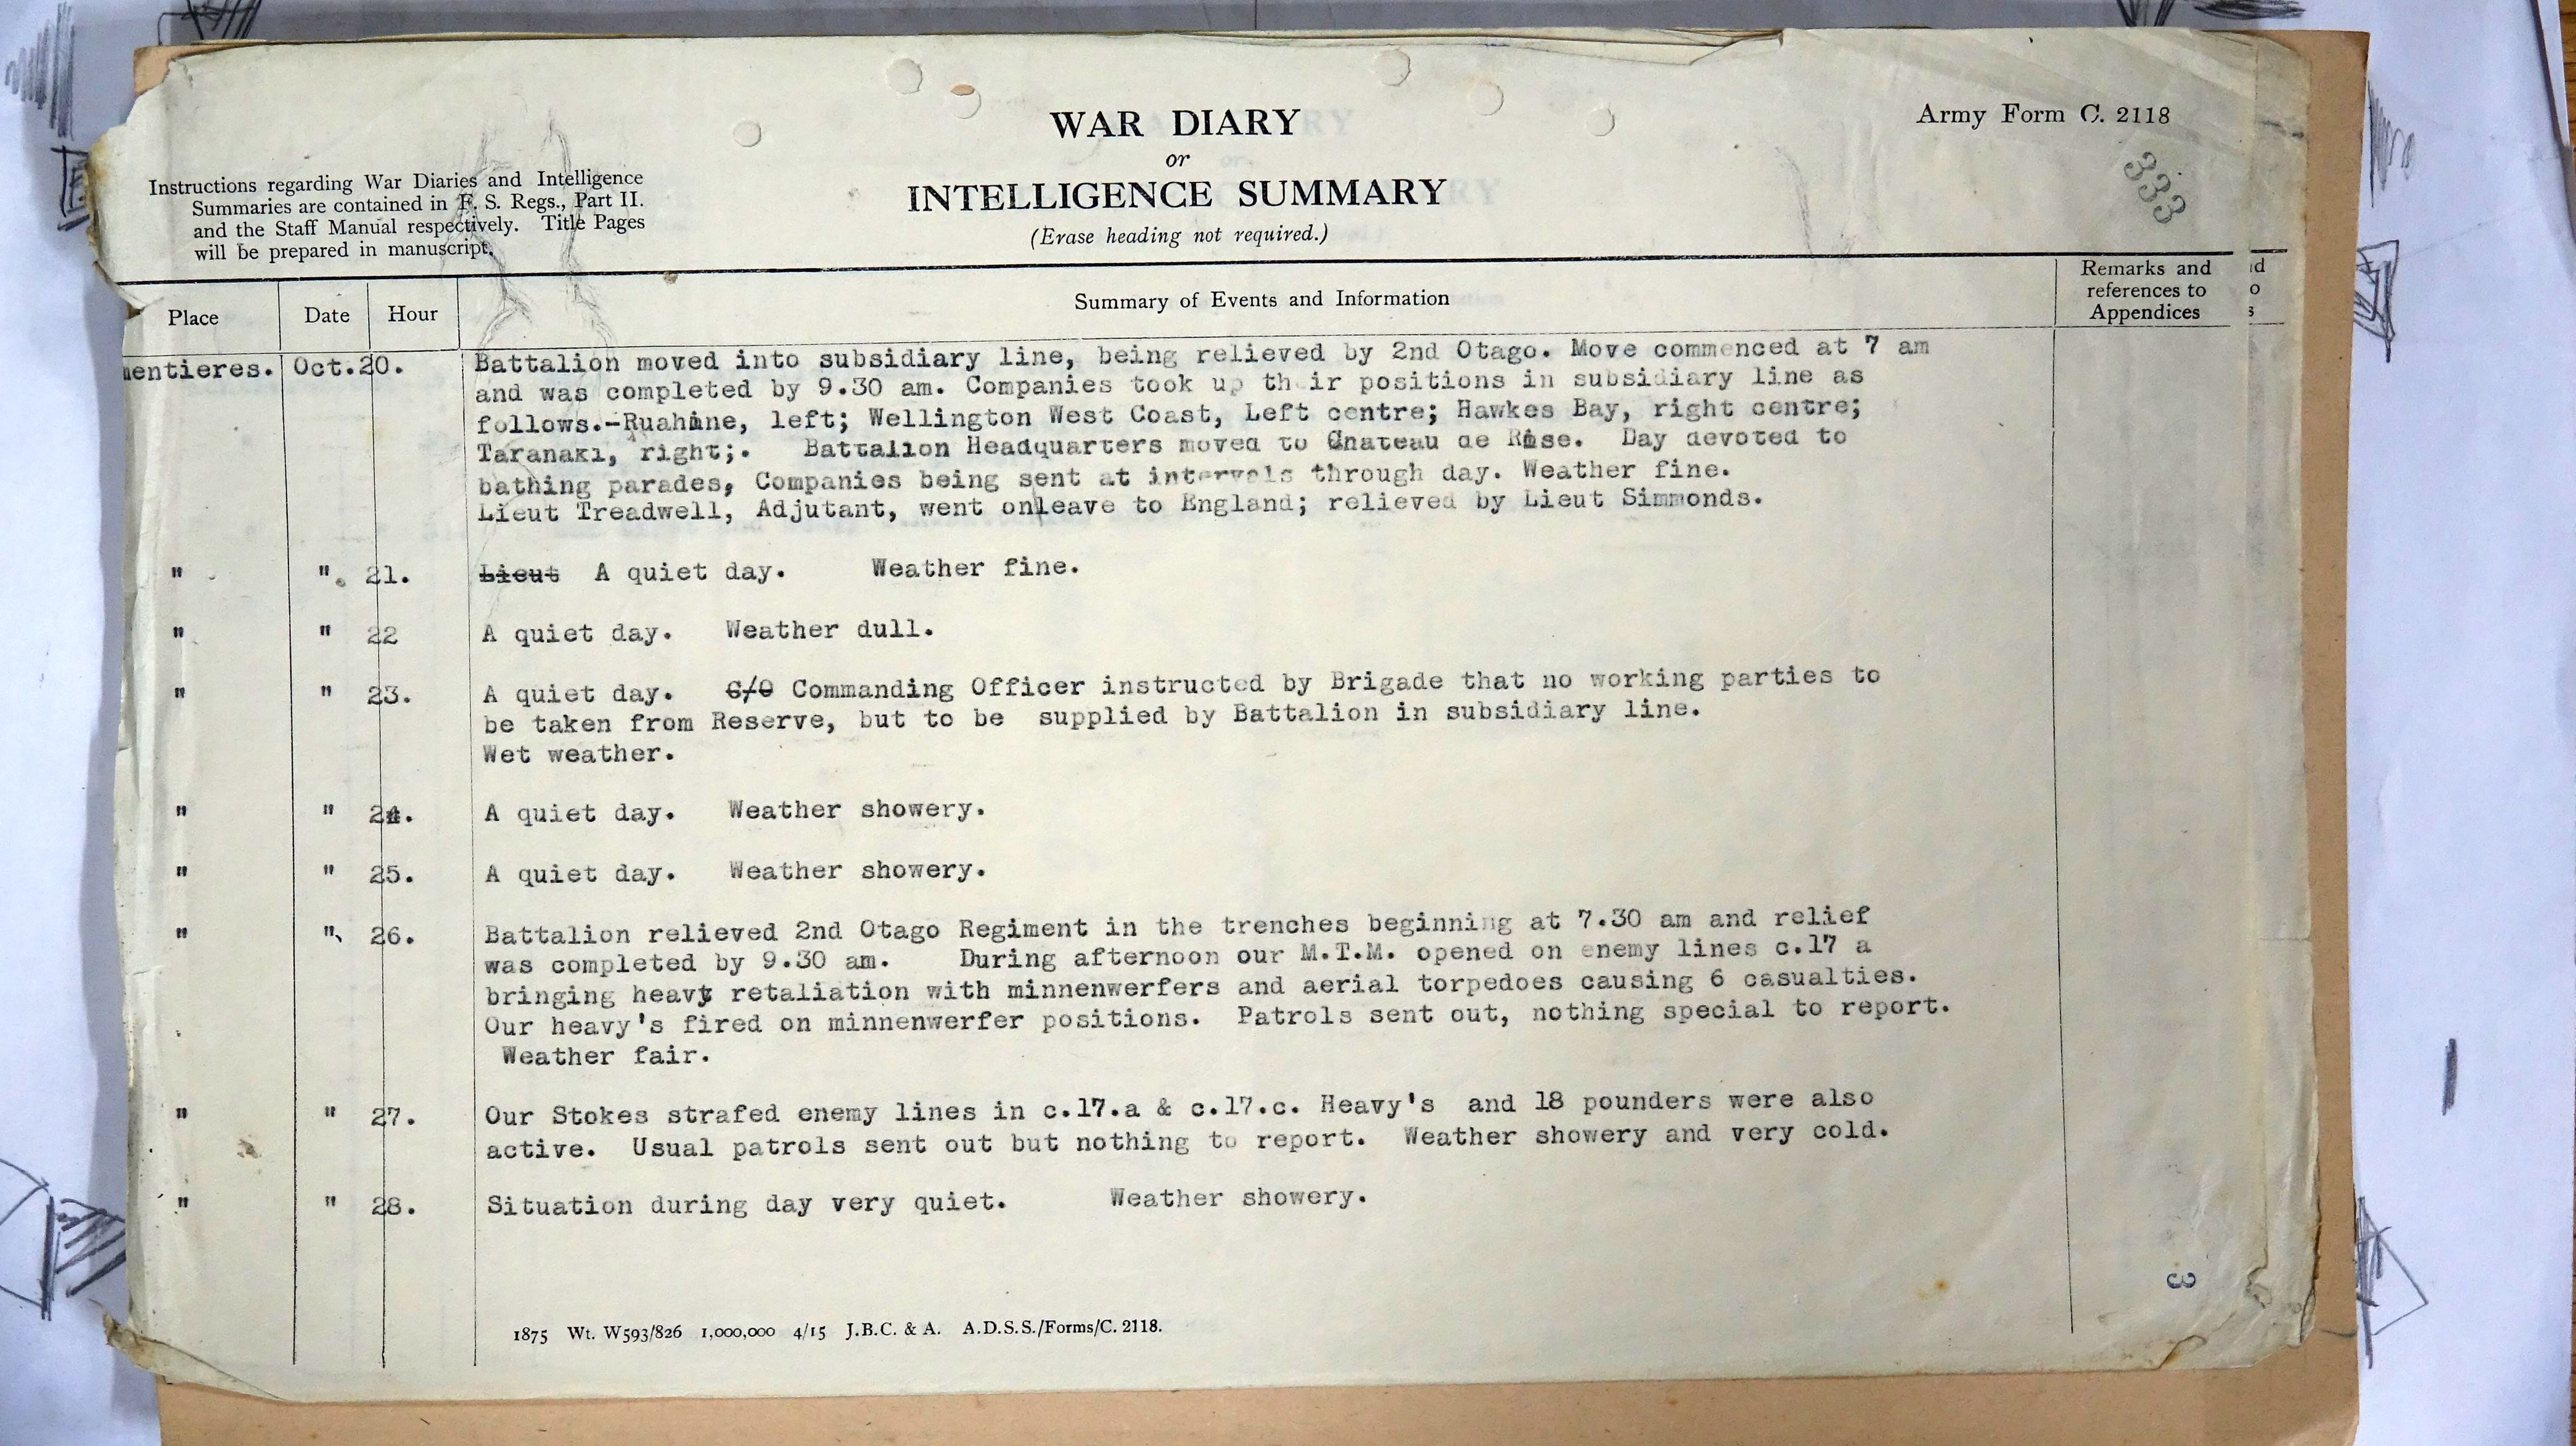 WAR DIARY
or
INTELLIGENCE SUMMARY
(Erase heading not required.)
Army Form C. 2118
333
Instructions regarding War Diaries and Intelligence
Summaries are contained in F. S. Regs., Part II.
and the Staff Manual respectively. Title Pages
will be prepared in manuscript.
Place Date Hour Summary of Events and Information Remarks and references to Appendices
mentieres. Oct.20. Battalion moved into subsidiary line, being relieved by 2nd Otago. Move commenced at 7 am
and was completed by 9.30 am. Companies took up their positions in subsidiary line as
follows.-Ruahine, left; Wellington West Coast, Left centre; Hawkes Bay, right centre;
Taranaki, right;. Battalion Headquarters moved to Chateau de Rose. Day devoted to
bathing parades, Companies being sent at intervals through day. Weather fine.
Lieut Treadwell, Adjutant, went onleave to England; relieved by Lieut Simmonds.
" ". 21. Lieut A quiet day. Weather fine.
" " 22 A quiet day. Weather dull.
" " 23. A quiet day. C/O Commanding Officer instructed by Brigade that no working parties to
be taken from Reserve, but to be supplied by Battalion in subsidiary line.
Wet weather.
" " 24. A quiet day. Weather showery.
" " 25. A quiet day. Weather showery.
" " 26. Battalion relieved 2nd Otago Regiment in the trenches beginning at 7.30 am and relief
was completed by 9.30 am. During afternoon our M.T.M. opened on enemy lines c.17 a
bringing heavy retaliation with minnenwerfers and aerial torpedoes causing 6 casualties.
Our heavy's fired on minnenwerfer positions. Patrols sent out, nothing special to report.
Weather fair.
" " 27. Our Stokes strafed enemy lines in c.17.a & c.17.c. Heavy's and 18 pounders were also
active. Usual patrols sent out but nothing to report. Weather showery and very cold.
" " 28. Situation during day very quiet. Weather showery.
3
1875 Wt. W593/826 1,000,000 4/15 J.B.C. & A. A.D.S.S./Forms/C. 2118.